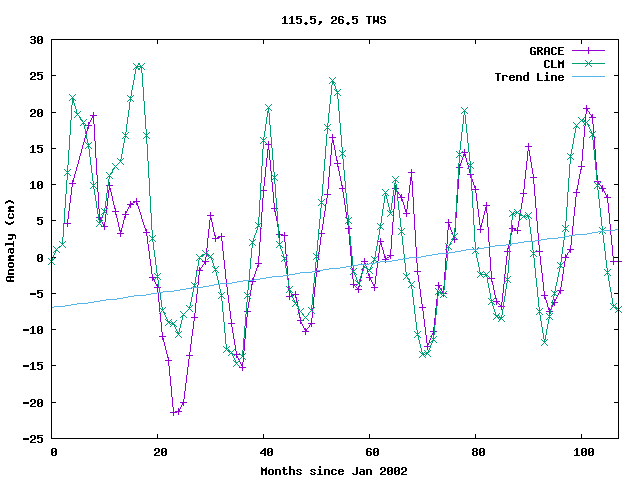 115.5, 26.5 TWS
GRACE
CLM
Trend Line
30
25
20
15
10
5
0
-5
-10
-15
-20
-25
Anomaly (cm)
0 20 40 60 80 100
Months since Jan 2002